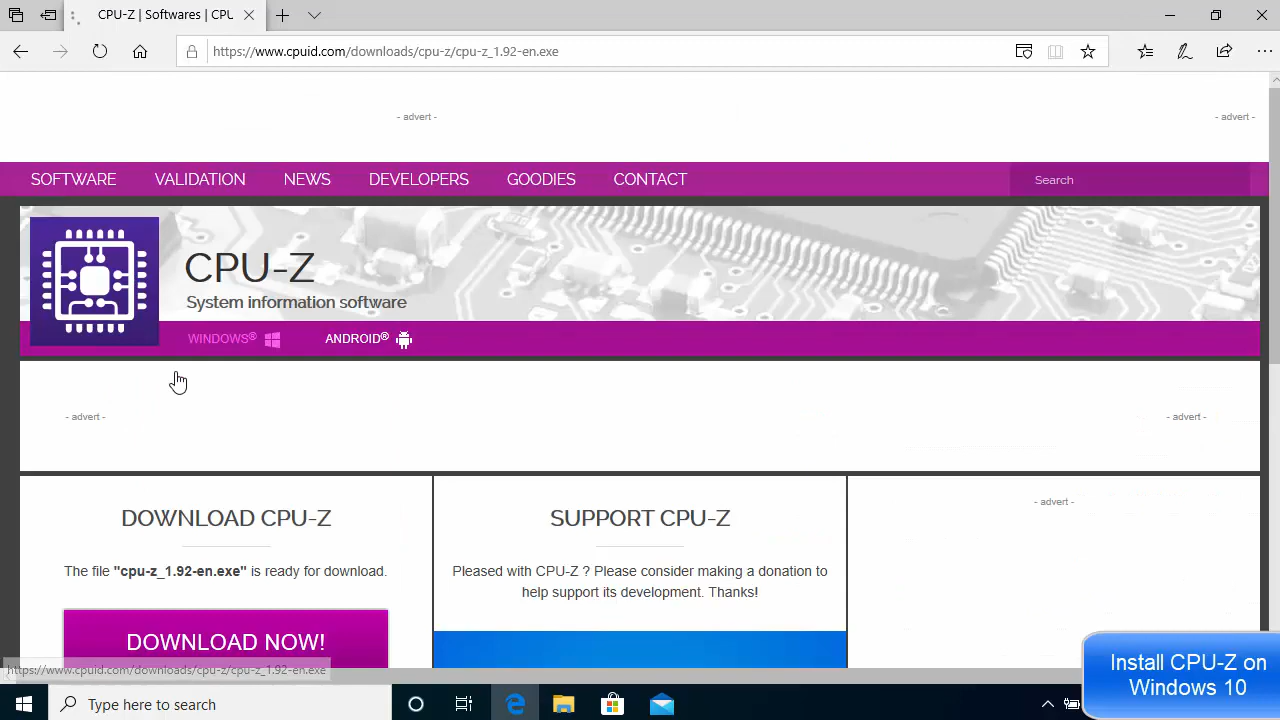 CPU-Z | Softwares | CPU
https://www.cpuid.com/downloads/cpu-z/cpu-z_1.92-en.exe
- advert -
- advert -
SOFTWARE VALIDATION NEWS DEVELOPERS GOODIES CONTACT Search
CPU-Z
System information software
WINDOWS® ANDROID®
- advert -
- advert -
DOWNLOAD CPU-Z
The file "cpu-z_1.92-en.exe" is ready for download.
DOWNLOAD NOW!
SUPPORT CPU-Z
Pleased with CPU-Z ? Please consider making a donation to
help support its development. Thanks!
- advert -
https://www.cpuid.com/downloads/cpu-z/cpu-z_1.92-en.exe
Install CPU-Z on
Windows 10
Type here to search